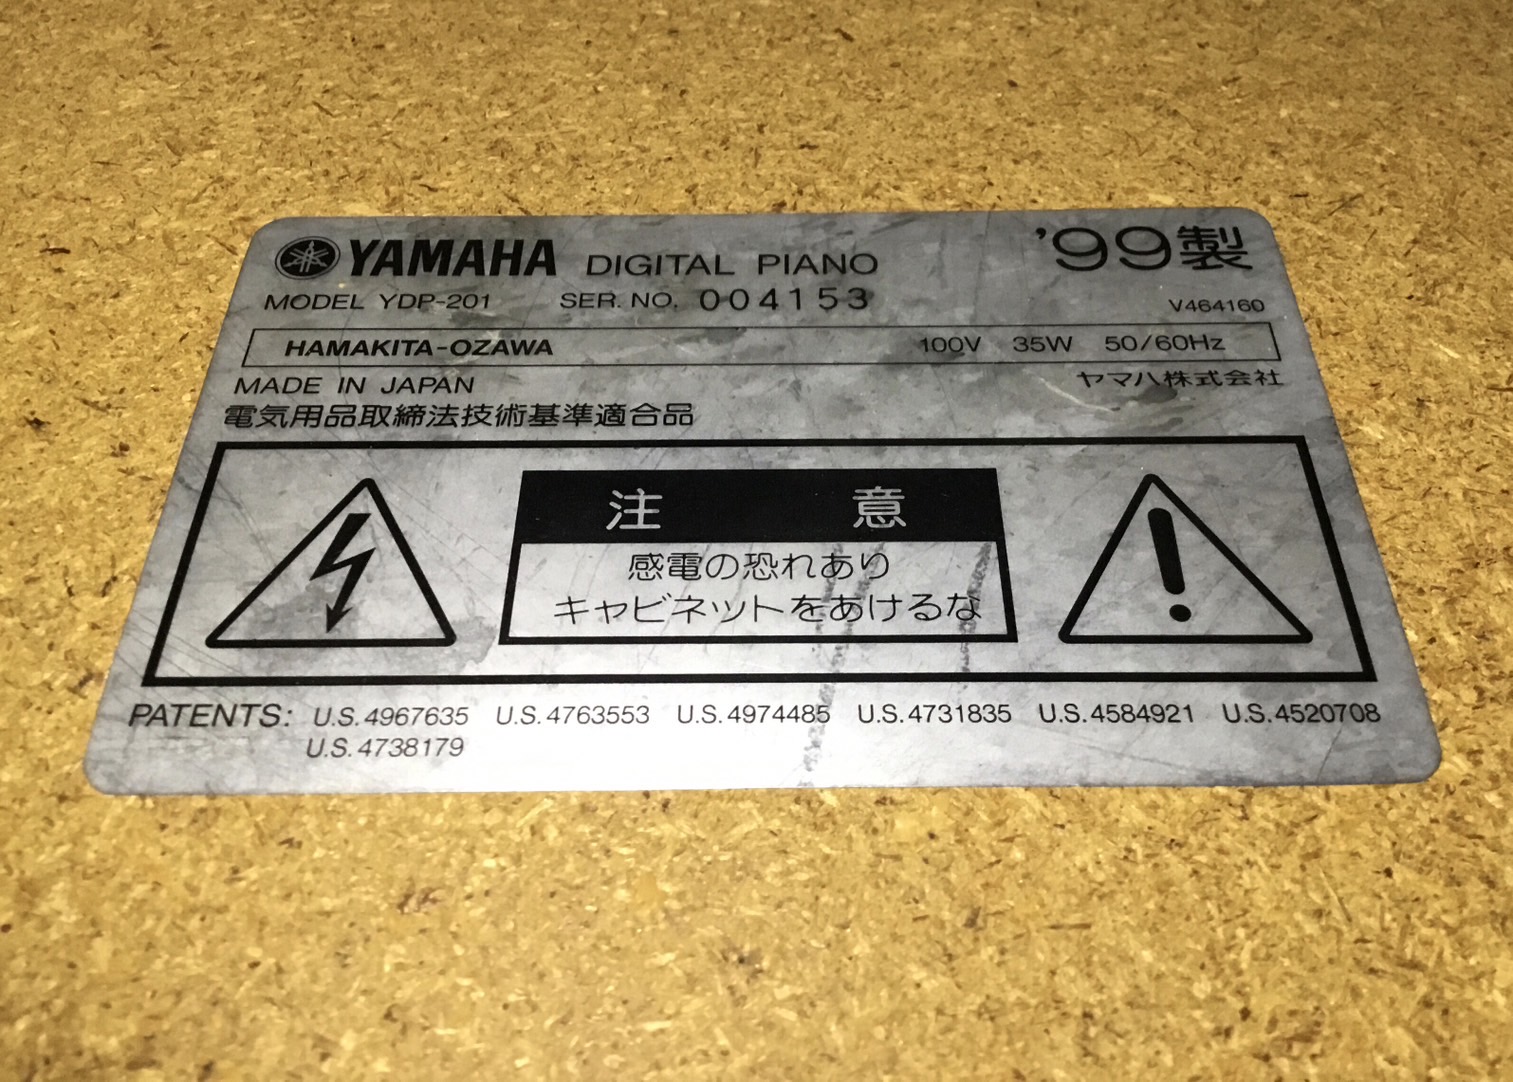 YAMAHA DIGITAL PIANO '99製
MODEL YDP-201 SER. NO. 004153 V464160
HAMAKITA-OZAWA 100V 35W 50/60Hz
MADE IN JAPAN ヤマハ株式会社
電気用品取締法技術基準適合品
注意
感電の恐れあり
キャビネットをあけるな
PATENTS: U.S.4967635 U.S.4763553 U.S.4974485 U.S.4731835 U.S.4584921 U.S.4520708
U.S.4738179